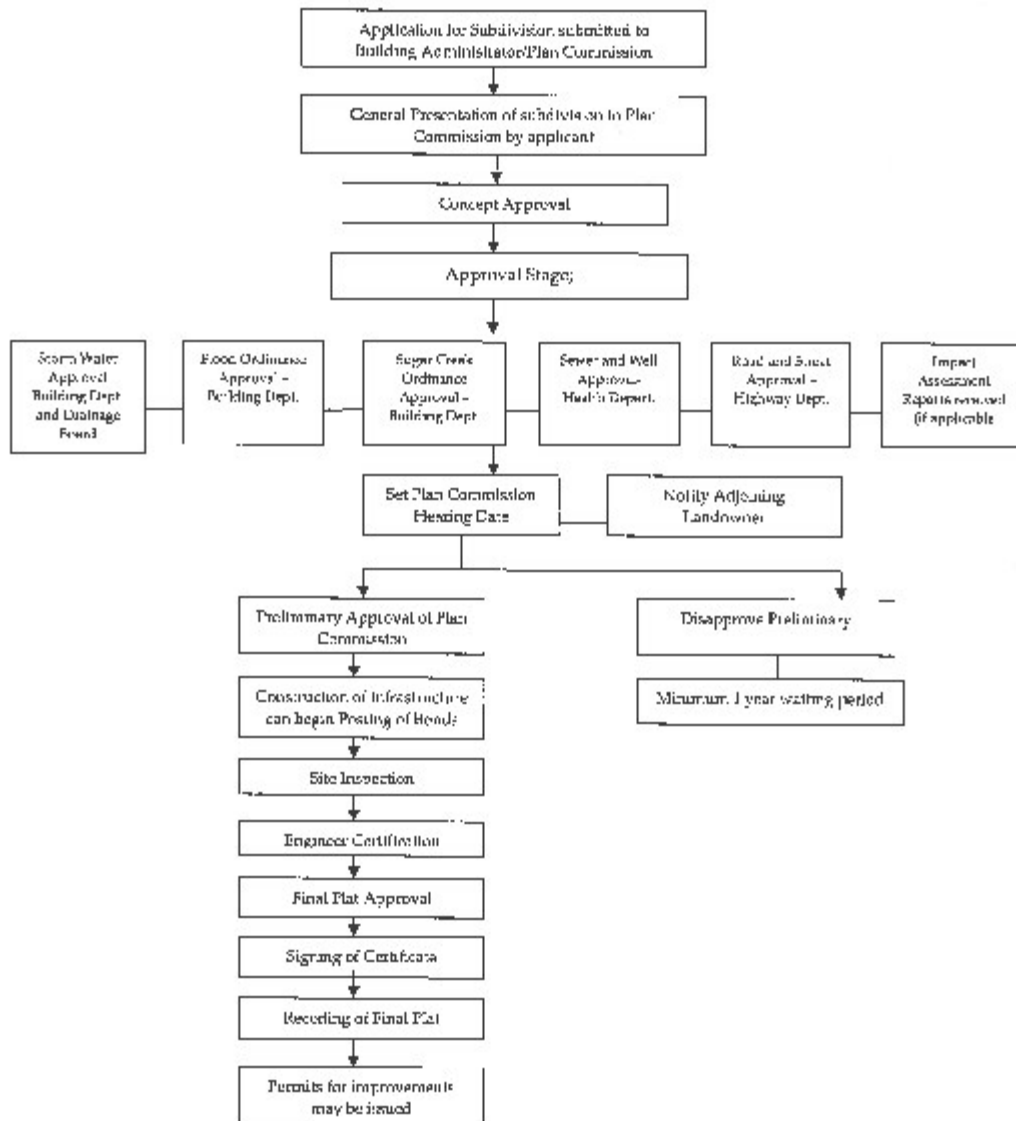 Application for Subdivision submitted to
Building Administrator/Plan Commission
General Presentation of subdivision to Plan
Commission by applicant
Concept Approval
Approval Stage;
Storm Water
Approval
Building Dept
and Drainage
Board
Flood Ordinance
Approval –
Building Dept.
Sugar Creek
Ordinance
Approval –
Building Dept
Sewer and Well
Approval-
Health Depart.
Road and Street
Approval –
Highway Dept.
Impact
Assessment
Reports reviewed
(if applicable
Set Plan Commission
Hearing Date
Notify Adjoining
Landowner
Preliminary Approval of Plan
Commission
Disapprove Preliminary
Construction of Infrastructure
can begin Posting of Bonds
Minimum 1 year waiting period
Site Inspection
Engineer Certification
Final Plat Approval
Signing of Certificate
Recording of Final Plat
Permits for improvements
may be issued